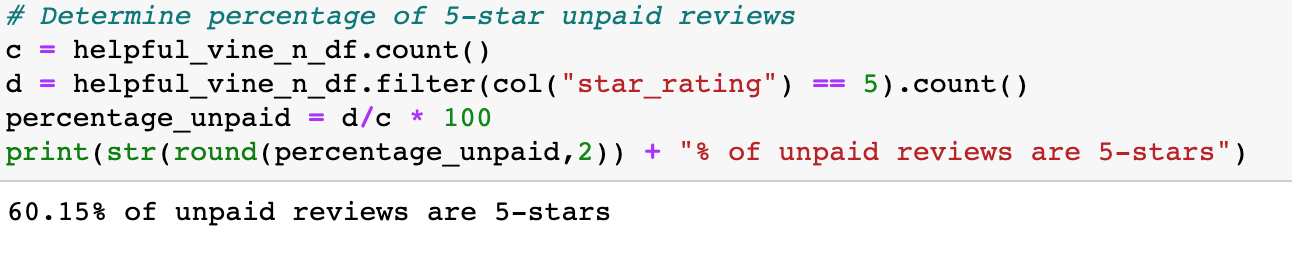 # Determine percentage of 5-star unpaid reviews
c = helpful_vine_n_df.count()
d = helpful_vine_n_df.filter(col("star_rating") == 5).count()
percentage_unpaid = d/c * 100
print(str(round(percentage_unpaid,2)) + "% of unpaid reviews are 5-stars")
60.15% of unpaid reviews are 5-stars